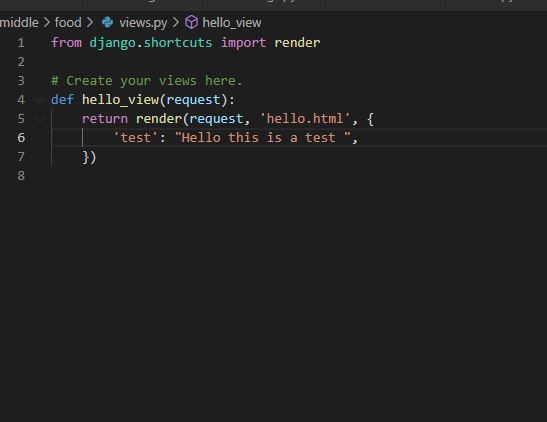 middle > food > views.py > hello_view
1 from django.shortcuts import render
2
3 # Create your views here.
4 def hello_view(request):
5     return render(request, 'hello.html', {
6         'test': "Hello this is a test ",
7     })
8